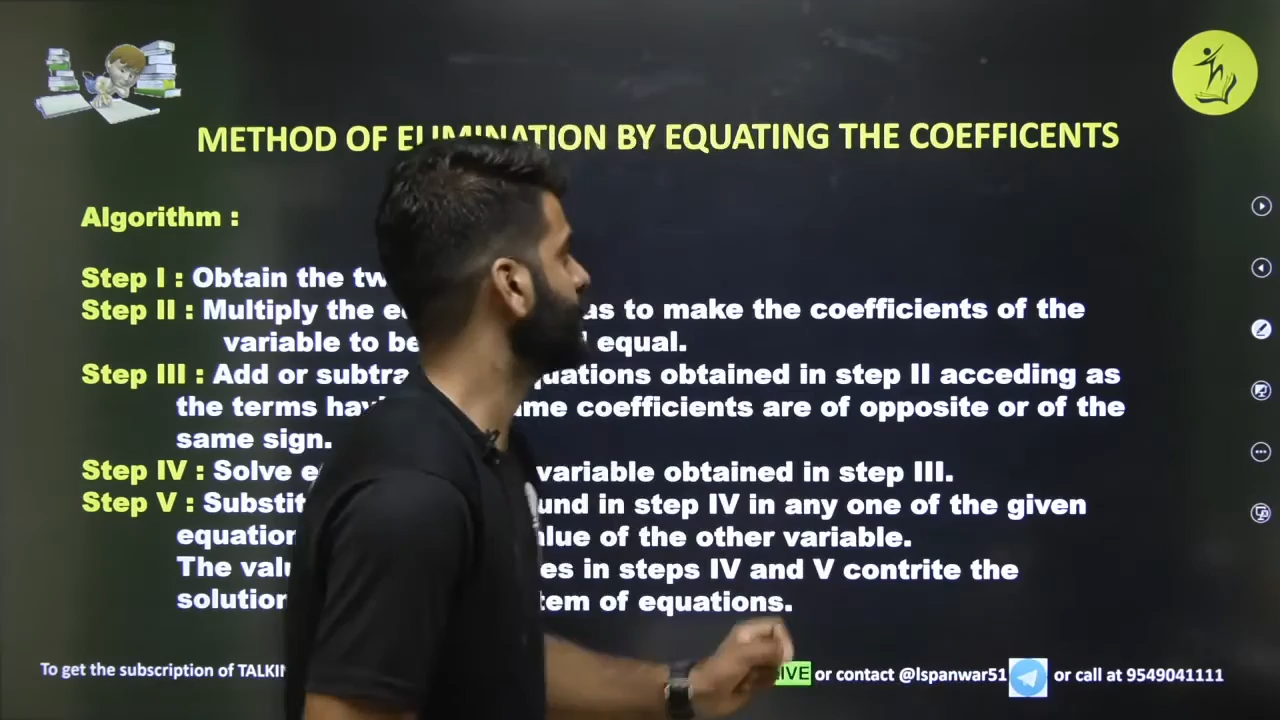 METHOD OF ELIMINATION BY EQUATING THE COEFFICENTS
Algorithm :
Step I : Obtain the tw
Step II : Multiply the as to make the coefficients of the
variable to be equal.
Step III : Add or subtra quations obtained in step II acceding as
the terms hav me coefficients are of opposite or of the
same sign.
Step IV : Solve e variable obtained in step III.
Step V : Substit und in step IV in any one of the given
equation lue of the other variable.
The valu es in steps IV and V contrite the
solution tem of equations.
To get the subscription of TALKIN IVE or contact @lspanwar51 or call at 9549041111